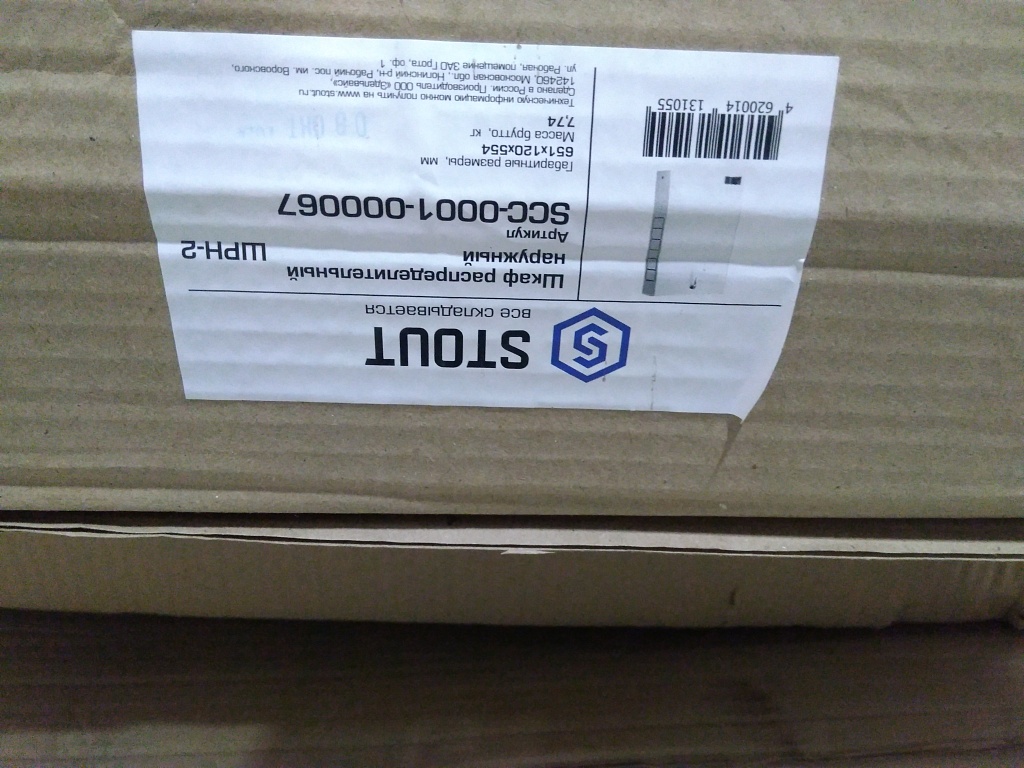 STOUT
ВСЕ СКЛАДЫВАЕТСЯ
Шкаф распределительный
наружный ШРН-2
Артикул
SCC-0001-000067
Габаритные размеры, мм
651x120x554
Масса брутто, кг
7,74
Техническую информацию можно получить на www.stout.ru
Сделано в России. Производитель ООО «Эдельвайс»,
142460, Московская обл., Ногинский р-н, Рабочий пос. им. Воровского,
ул. Рабочая, помещение ЗАО Грота, оф. 1
4 620014 131055